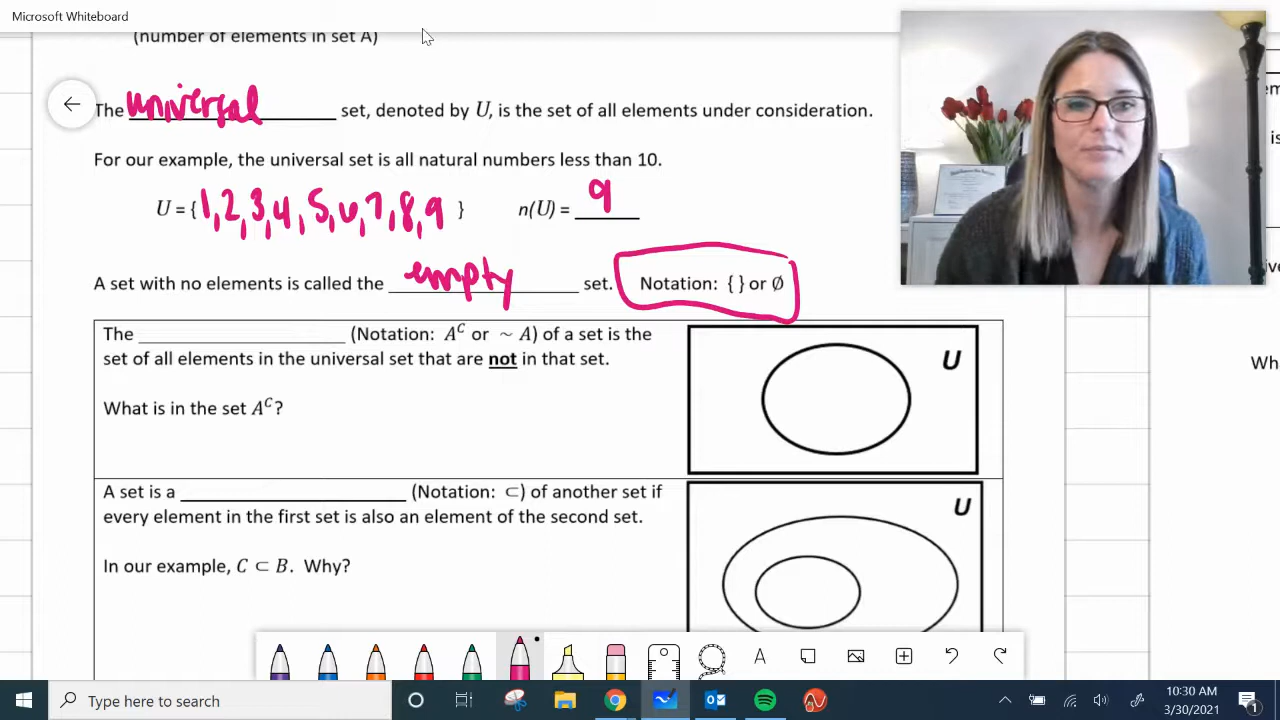 Microsoft Whiteboard
(number of elements in set A)
The universal set, denoted by U, is the set of all elements under consideration.
For our example, the universal set is all natural numbers less than 10.
U = { 1, 2, 3, 4, 5, 6, 7, 8, 9 } n(U) = 9
A set with no elements is called the empty set. Notation: { } or ∅
The ____________________ (Notation: Aᶜ or ~ A) of a set is the
set of all elements in the universal set that are not in that set.
U
What is in the set Aᶜ?
Wh
A set is a ____________________ (Notation: ⊂) of another set if
every element in the first set is also an element of the second set.
U
In our example, C ⊂ B. Why?
A
Type here to search
10:30 AM
3/30/2021
1